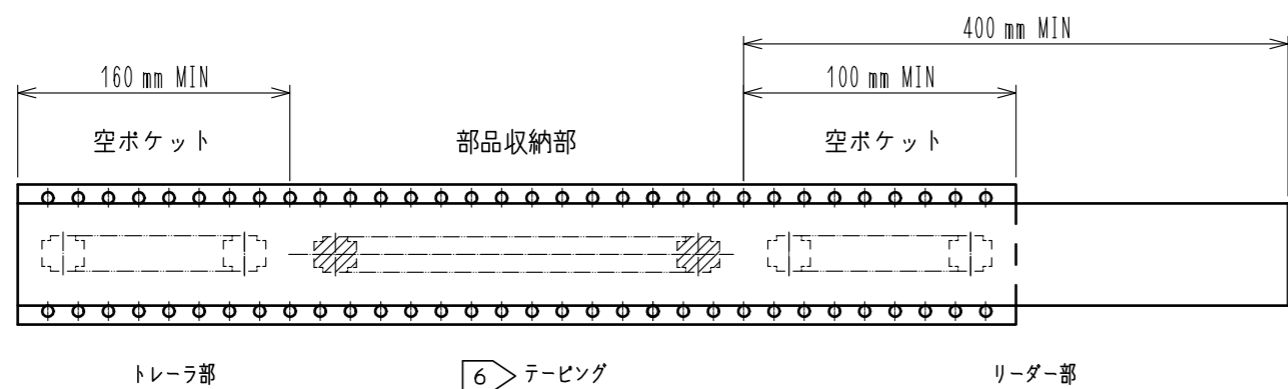 400 mm MIN
160 mm MIN
100 mm MIN
空ポケット
部品収納部
空ポケット
トレーラ部
6 テーピング
リーダー部